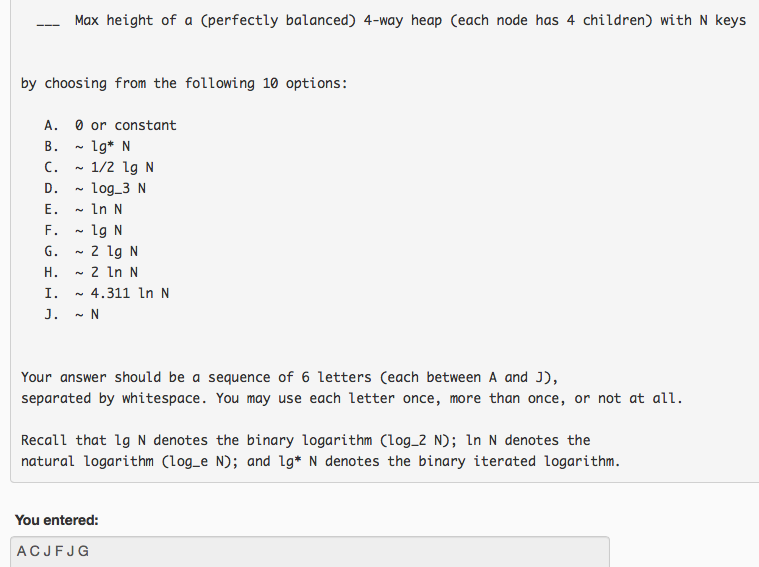 ___ Max height of a (perfectly balanced) 4-way heap (each node has 4 children) with N keys
by choosing from the following 10 options:
A. 0 or constant
B. ~ lg* N
C. ~ 1/2 lg N
D. ~ log_3 N
E. ~ ln N
F. ~ lg N
G. ~ 2 lg N
H. ~ 2 ln N
I. ~ 4.311 ln N
J. ~ N
Your answer should be a sequence of 6 letters (each between A and J),
separated by whitespace. You may use each letter once, more than once, or not at all.
Recall that lg N denotes the binary logarithm (log_2 N); ln N denotes the
natural logarithm (log_e N); and lg* N denotes the binary iterated logarithm.
You entered:
A C J F J G